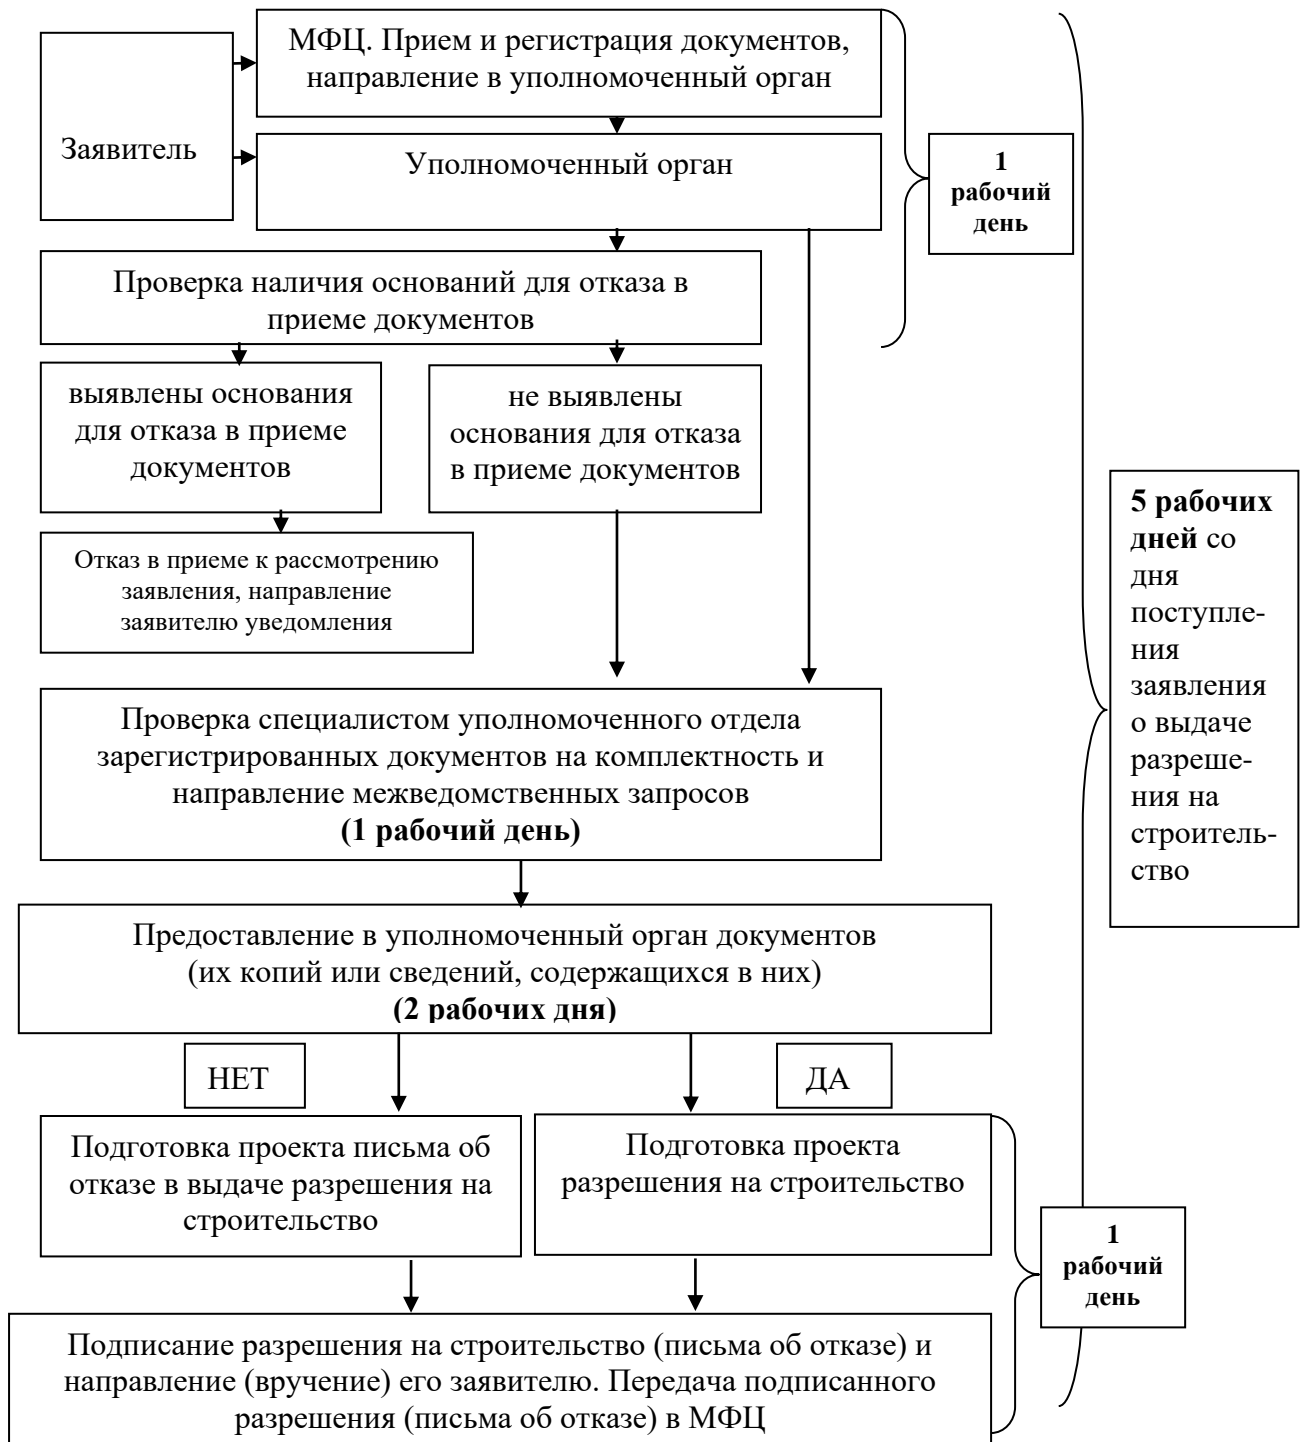 МФЦ. Прием и регистрация документов,
направление в уполномоченный орган
Заявитель
Уполномоченный орган
1
рабочий
день
Проверка наличия оснований для отказа в
приеме документов
выявлены основания
для отказа в приеме
документов
не выявлены
основания для отказа
в приеме документов
Отказ в приеме к рассмотрению
заявления, направление
заявителю уведомления
5 рабочих
дней со
дня
поступле-
ния
заявления
о выдаче
разреше-
ния на
строитель-
ство
Проверка специалистом уполномоченного отдела
зарегистрированных документов на комплектность и
направление межведомственных запросов
(1 рабочий день)
Предоставление в уполномоченный орган документов
(их копий или сведений, содержащихся в них)
(2 рабочих дня)
НЕТ
ДА
Подготовка проекта письма об
отказе в выдаче разрешения на
строительство
Подготовка проекта
разрешения на строительство
1
рабочий
день
Подписание разрешения на строительство (письма об отказе) и
направление (вручение) его заявителю. Передача подписанного
разрешения (письма об отказе) в МФЦ